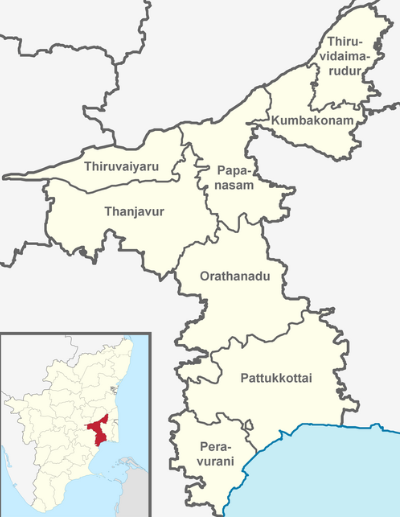 Thiru-
vidaima-
rudur
Kumbakonam
Thiruvaiyaru
Papa-
nasam
Thanjavur
Orathanadu
Pattukkottai
Pera-
vurani